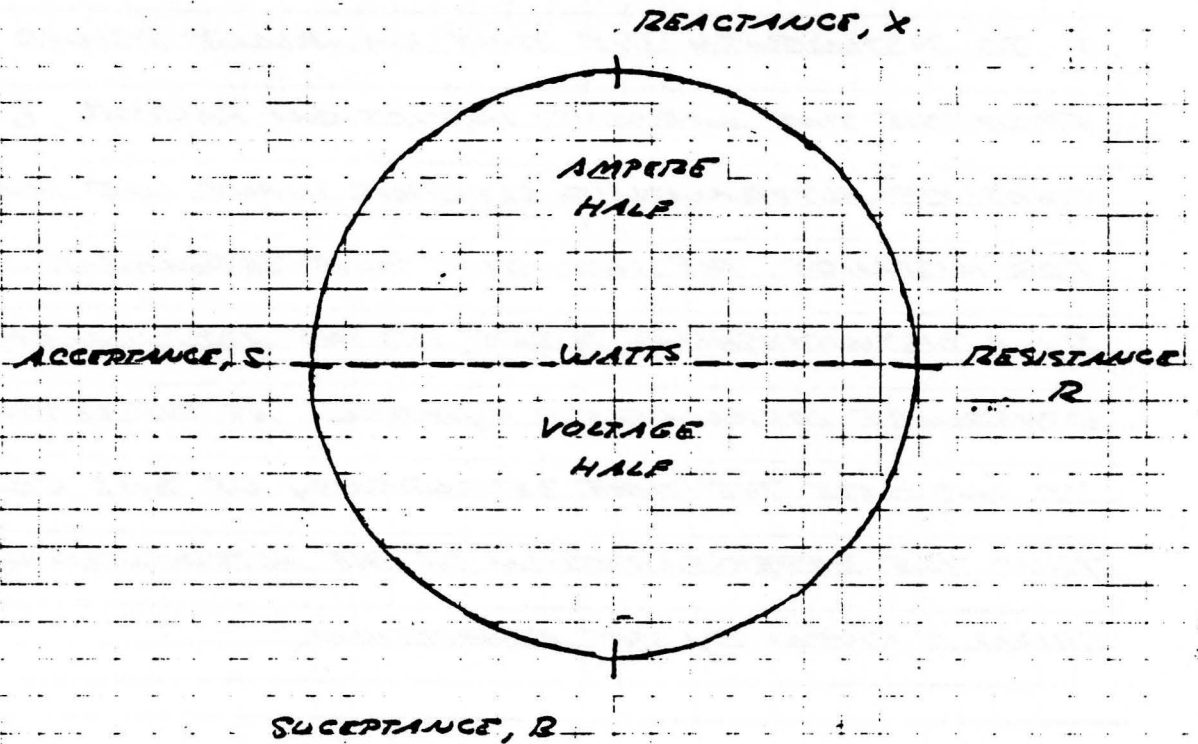 REACTANCE, X
AMPERE
HALF
ACCEPTANCE, S
WATTS
RESISTANCE
R
VOLTAGE
HALF
SUCEPTANCE, B